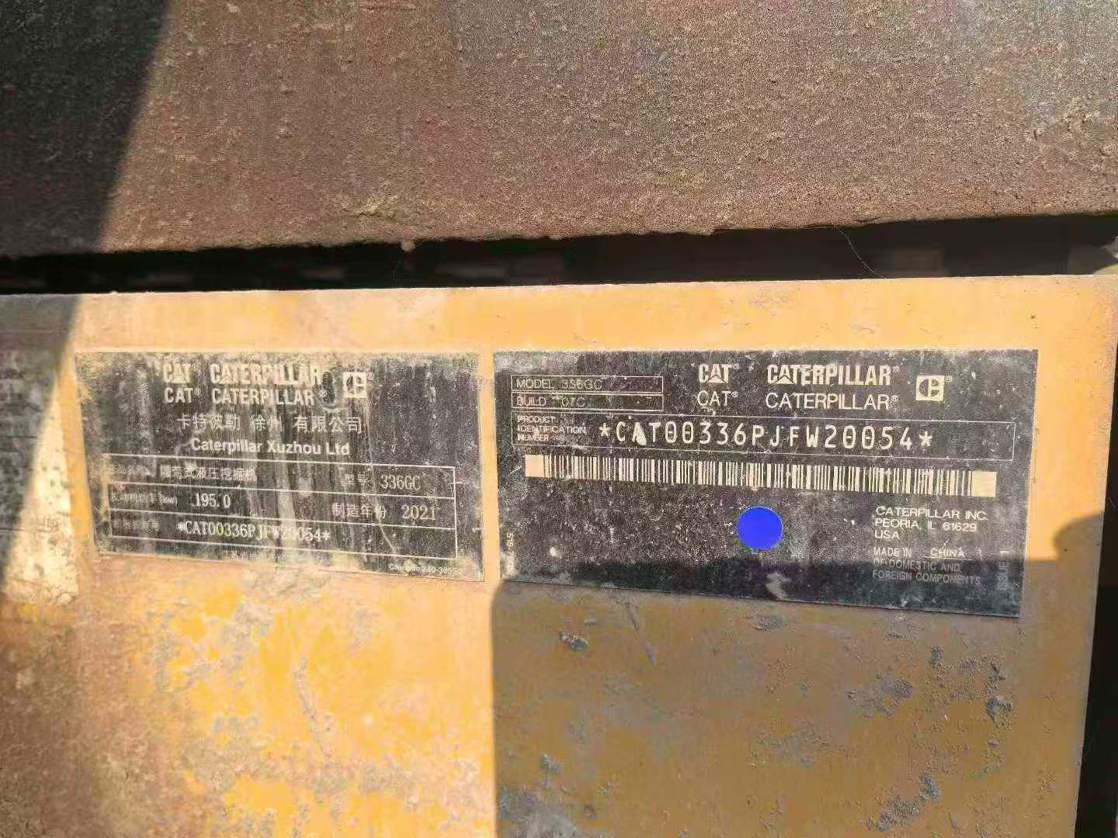 CAT CATERPILLAR
CAT® CATERPILLAR®
卡特彼勒 徐州 有限公司
Caterpillar Xuzhou Ltd
履带式液压挖掘机 型号 336GC
(kw) 195.0 制造年份 2021
*CAT00336PJFW20054*
MODEL 336GC
BUILD 07C
CAT® CATERPILLAR®
CAT® CATERPILLAR®
PRODUCT IDENTIFICATION NUMBER *CAT00336PJFW20054*
CATERPILLAR INC.
PEORIA, IL 61629
USA
MADE IN CHINA
OF DOMESTIC AND
FOREIGN COMPONENTS